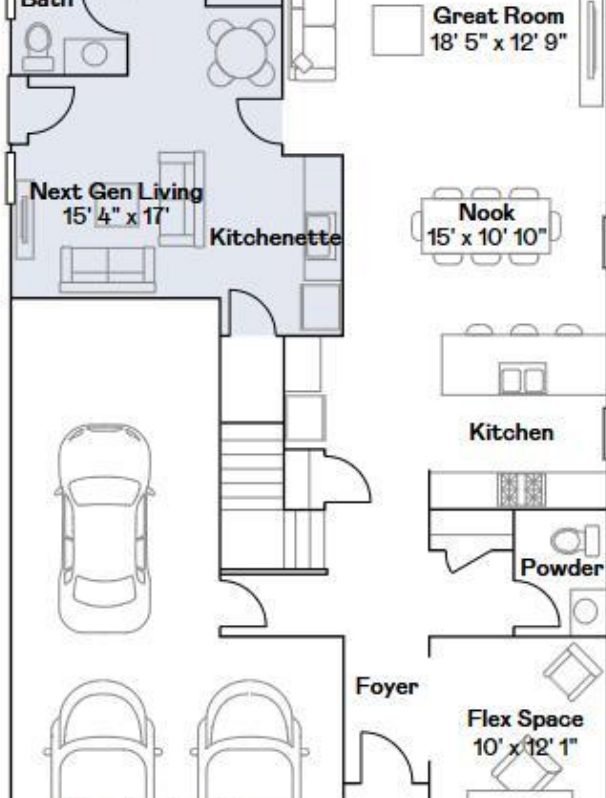 Bath
Great Room
18' 5" x 12' 9"
Next Gen Living
15' 4" x 17'
Kitchenette
Nook
15' x 10' 10"
Kitchen
Powder
Foyer
Flex Space
10' x 12' 1"